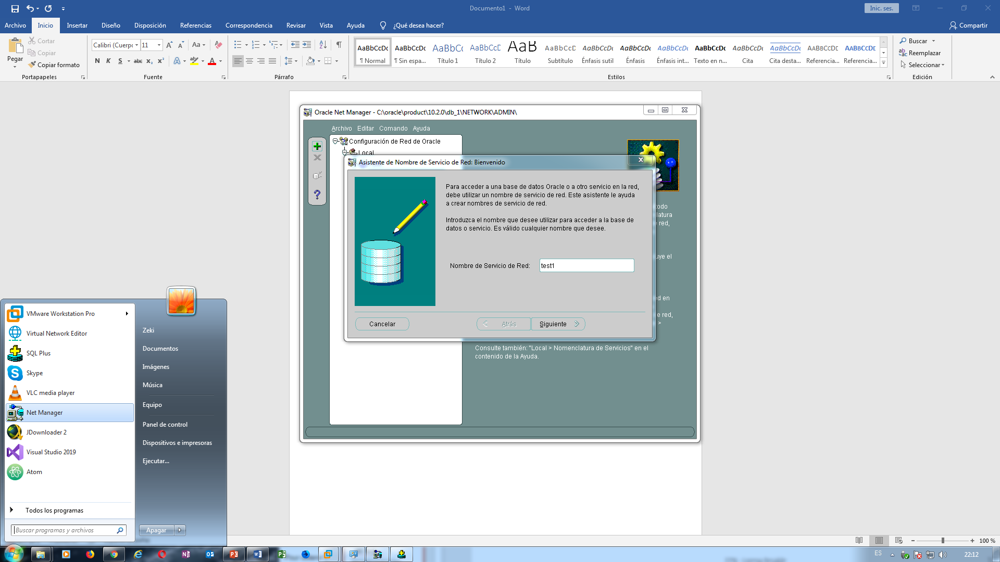 Documento1 - Word
Inic. ses.
Archivo Inicio Insertar Diseño Disposición Referencias Correspondencia Revisar Vista Ayuda ¿Qué desea hacer? Compartir
Pegar
Cortar
Copiar
Copiar formato
Portapapeles
Calibri (Cuerpo 11
Aa
N K S abc x₂ x²
Fuente
Párrafo
AaBbCcDc AaBbCcDc AaBbCc AaBbCcD AaB AaBbCcD AaBbCcDc AaBbCcDc AaBbCcDc AaBbCcDc AaBbCcDc AaBbCcDc AABBCCDE AABBCCDE
¶ Normal ¶ Sin espa... Título 1 Título 2 Título Subtítulo Énfasis sutil Énfasis Énfasis int... Texto en n... Cita Cita desta... Referencia... Referencia...
Estilos
Buscar
Reemplazar
Seleccionar
Edición
Oracle Net Manager - C:\oracle\product\10.2.0\db_1\NETWORK\ADMIN\
Archivo Editar Comando Ayuda
Configuración de Red de Oracle
Local
Asistente de Nombre de Servicio de Red: Bienvenido
Para acceder a una base de datos Oracle o a otro servicio en la red,
debe utilizar un nombre de servicio de red. Este asistente le ayuda
a crear nombres de servicio de red.
Introduzca el nombre que desee utilizar para acceder a la base de
datos o servicio. Es válido cualquier nombre que desee.
Nombre de Servicio de Red: test1
Cancelar Atrás Siguiente
todo
latura
red,
uye el
ed en
e red,
>
Consulte también: "Local > Nomenclatura de Servicios" en el
contenido de la Ayuda.
VMware Workstation Pro
Virtual Network Editor
SQL Plus
Skype
VLC media player
Net Manager
JDownloader 2
Visual Studio 2019
Atom
Todos los programas
Buscar programas y archivos
Zeki
Documentos
Imágenes
Música
Equipo
Panel de control
Dispositivos e impresoras
Ejecutar...
Apagar
100 %
ES
22:12